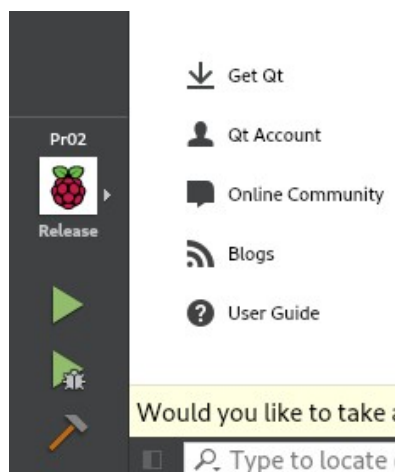 Get Qt
Pr02
Qt Account
Online Community
Release
Blogs
User Guide
Would you like to take
Type to locate